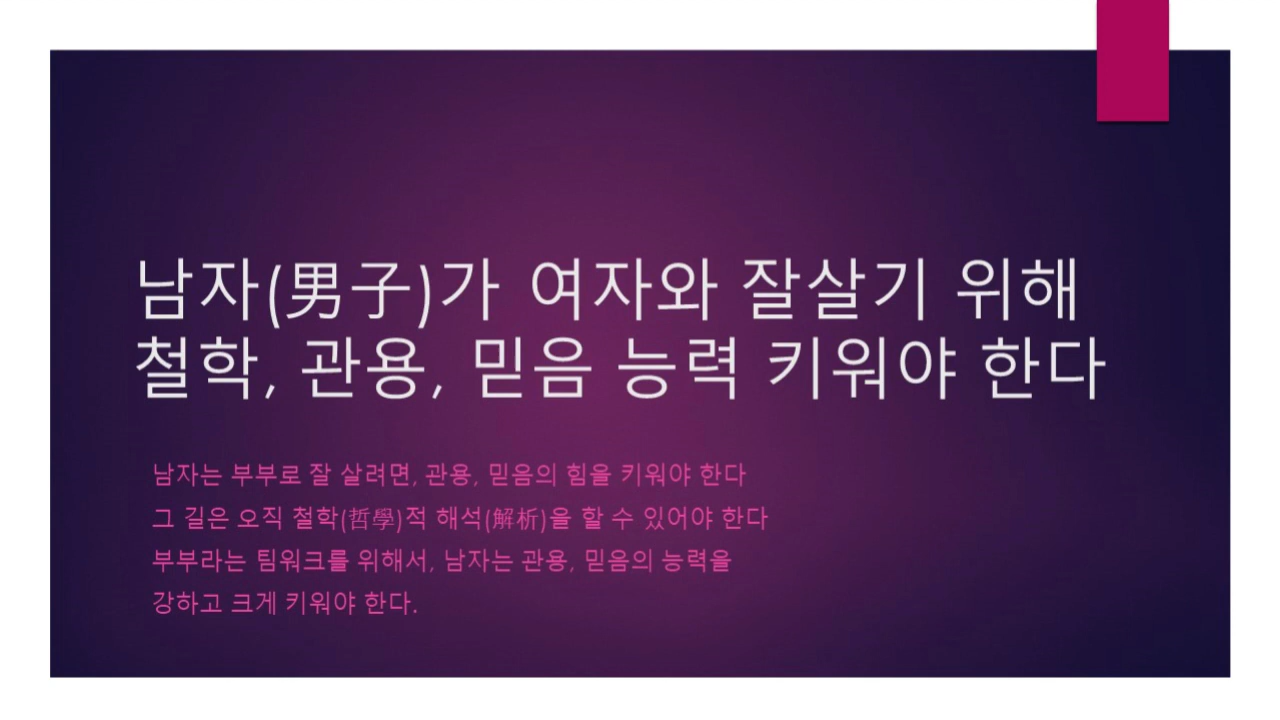 남자(男子)가 여자와 잘살기 위해
철학, 관용, 믿음 능력 키워야 한다
남자는 부부로 잘 살려면, 관용, 믿음의 힘을 키워야 한다
그 길은 오직 철학(哲學)적 해석(解析)을 할 수 있어야 한다
부부라는 팀워크를 위해서, 남자는 관용, 믿음의 능력을
강하고 크게 키워야 한다.